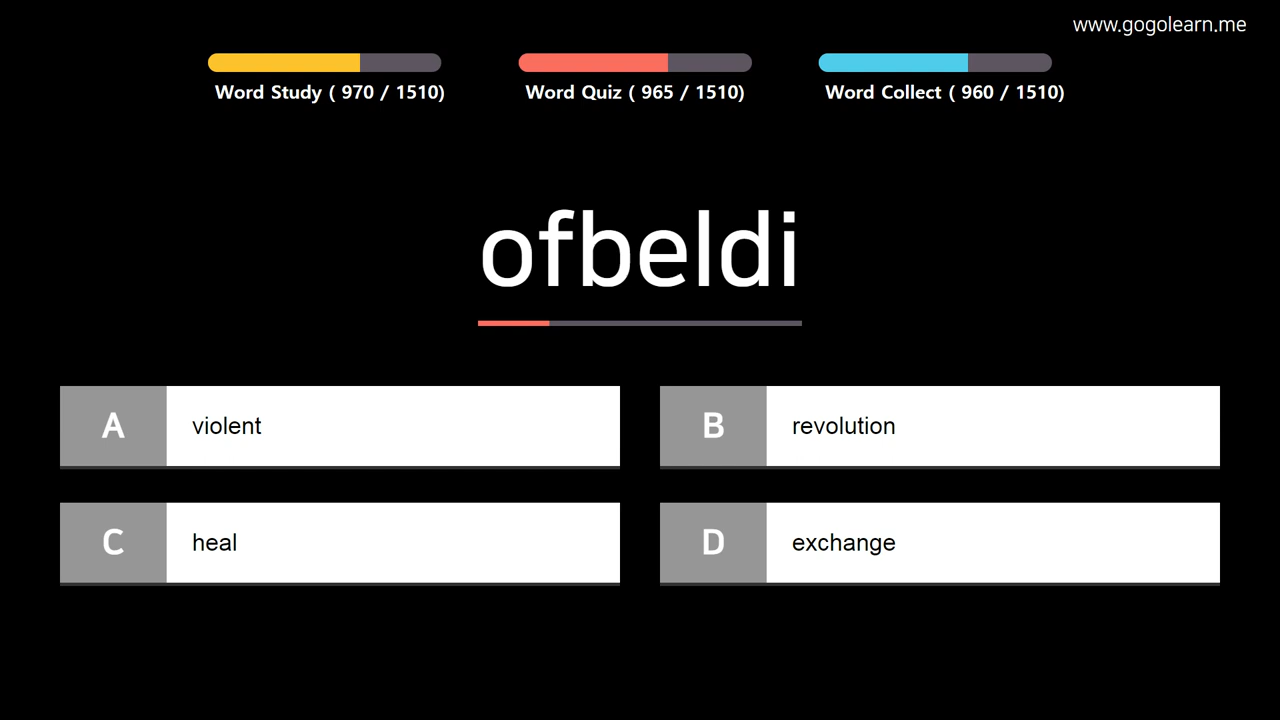 www.gogolearn.me
Word Study ( 970 / 1510)
Word Quiz ( 965 / 1510)
Word Collect ( 960 / 1510)
ofbeldi
A violent
B revolution
C heal
D exchange